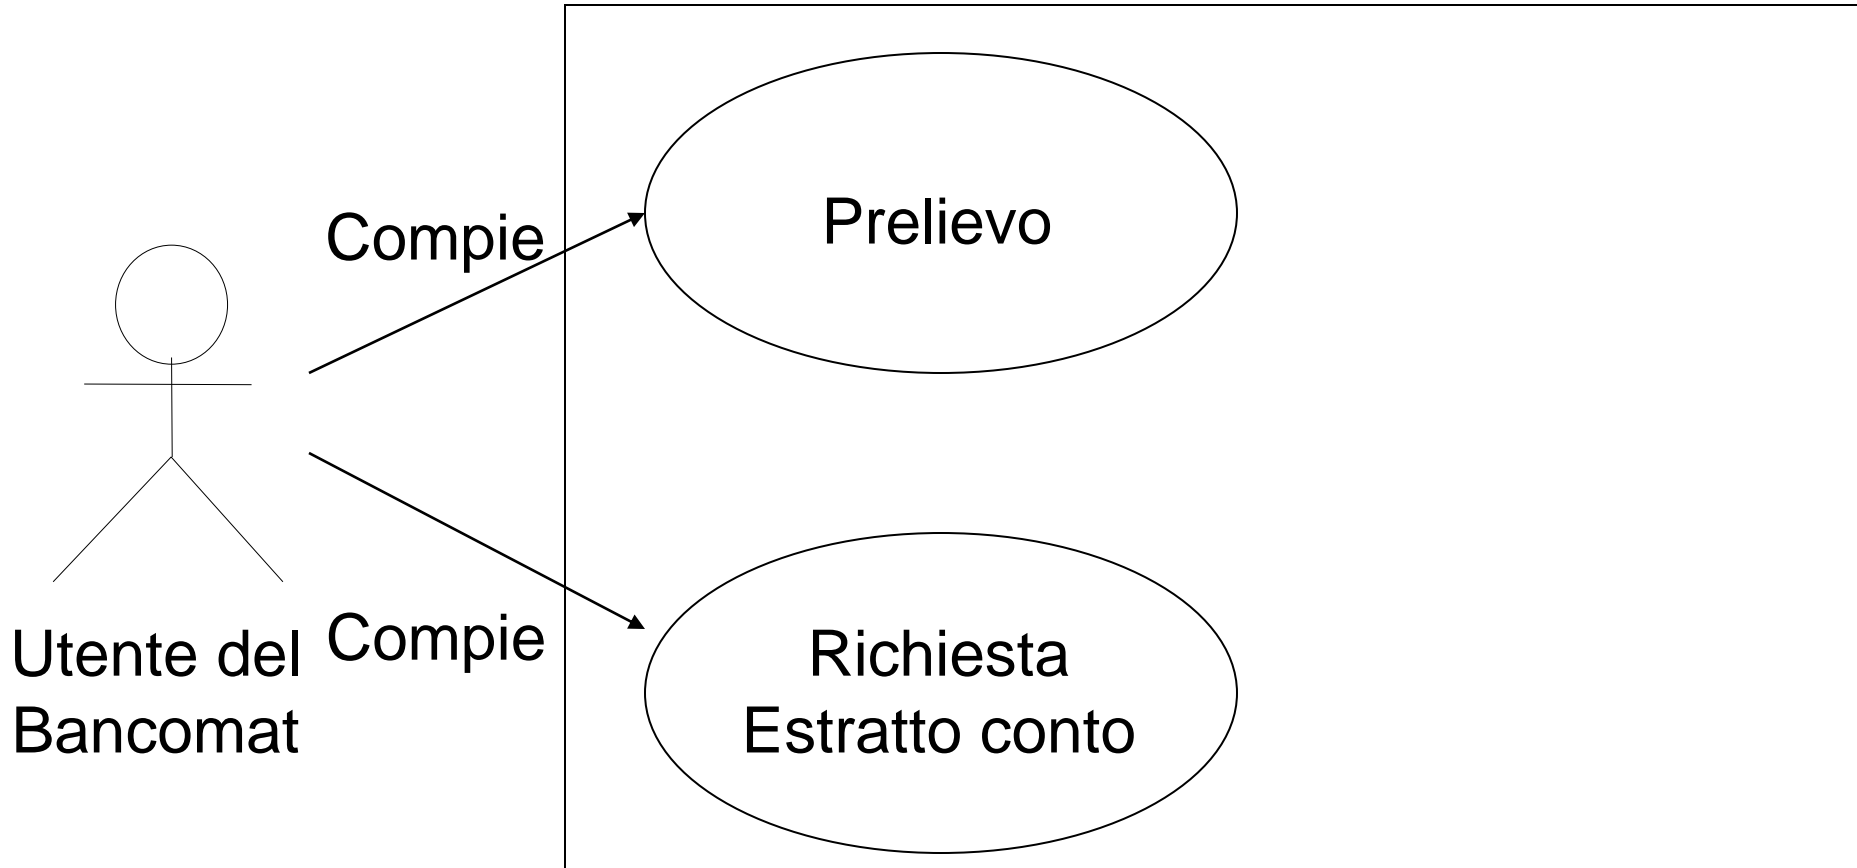 Compie
Prelievo
Utente del
Bancomat
Compie
Richiesta
Estratto conto